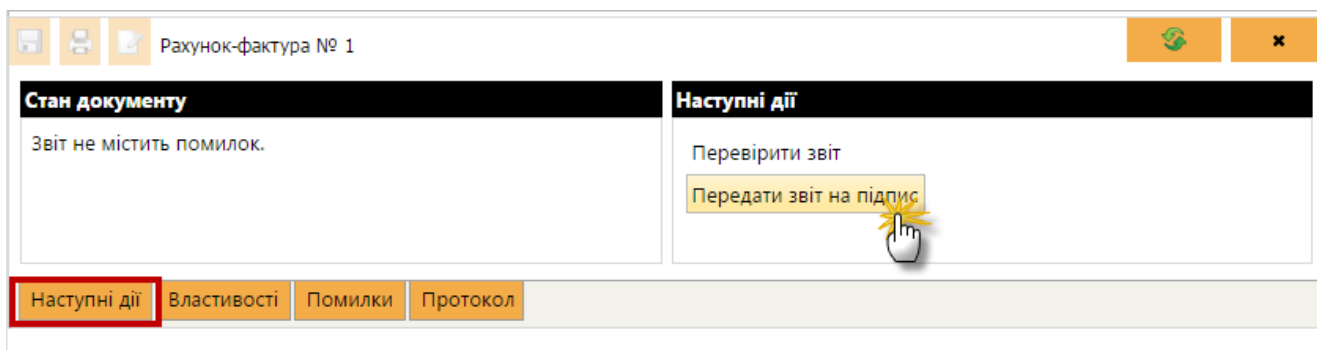 Рахунок-фактура № 1
Стан документу
Наступні дії
Звіт не містить помилок.
Перевірити звіт
Передати звіт на підпис
Наступні дії
Властивості
Помилки
Протокол